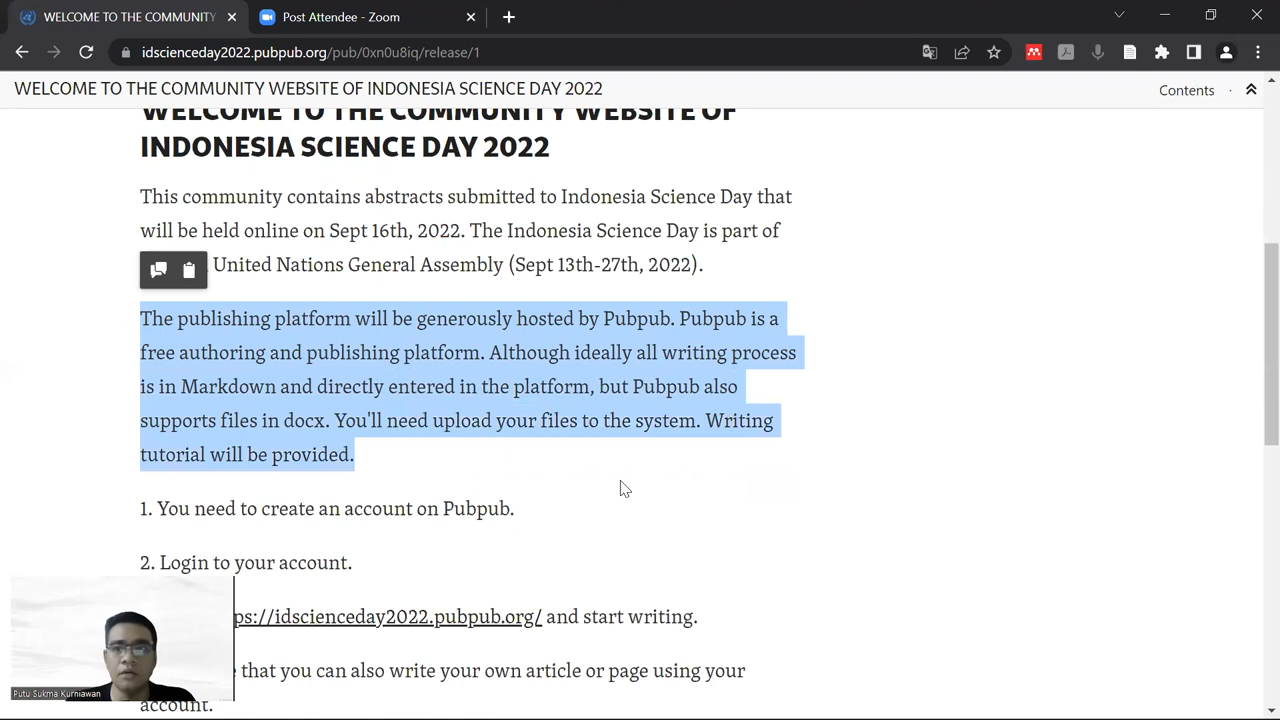 WELCOME TO THE COMMUNITY
Post Attendee - Zoom
idscienceday2022.pubpub.org/pub/0xn0u8iq/release/1
WELCOME TO THE COMMUNITY WEBSITE OF INDONESIA SCIENCE DAY 2022
Contents
WELCOME TO THE COMMUNITY WEBSITE OF
INDONESIA SCIENCE DAY 2022
This community contains abstracts submitted to Indonesia Science Day that
will be held online on Sept 16th, 2022. The Indonesia Science Day is part of
United Nations General Assembly (Sept 13th-27th, 2022).
The publishing platform will be generously hosted by Pubpub. Pubpub is a
free authoring and publishing platform. Although ideally all writing process
is in Markdown and directly entered in the platform, but Pubpub also
supports files in docx. You'll need upload your files to the system. Writing
tutorial will be provided.
1. You need to create an account on Pubpub.
2. Login to your account.
ps://idscienceday2022.pubpub.org/ and start writing.
that you can also write your own article or page using your
account.
Putu Sukma Kurniawan